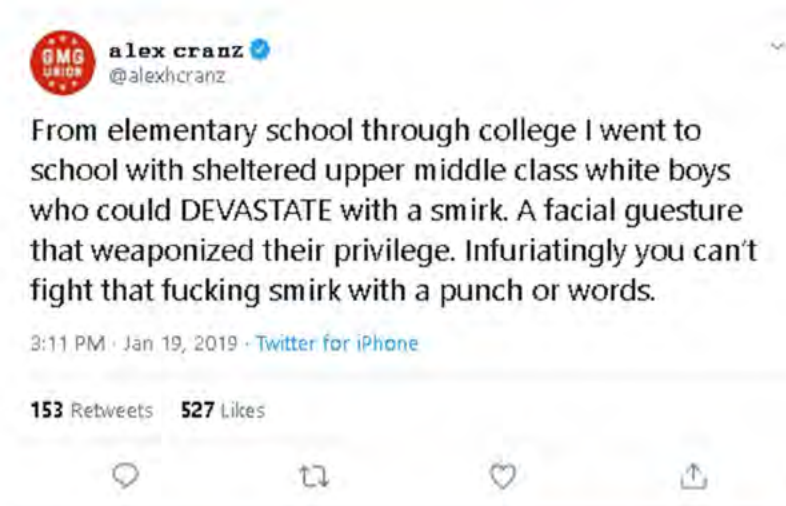 GMG
UNION
alex cranz
@alexhcranz
From elementary school through college I went to
school with sheltered upper middle class white boys
who could DEVASTATE with a smirk. A facial guesture
that weaponized their privilege. Infuriatingly you can't
fight that fucking smirk with a punch or words.
3:11 PM · Jan 19, 2019 · Twitter for iPhone
153 Retweets 527 Likes